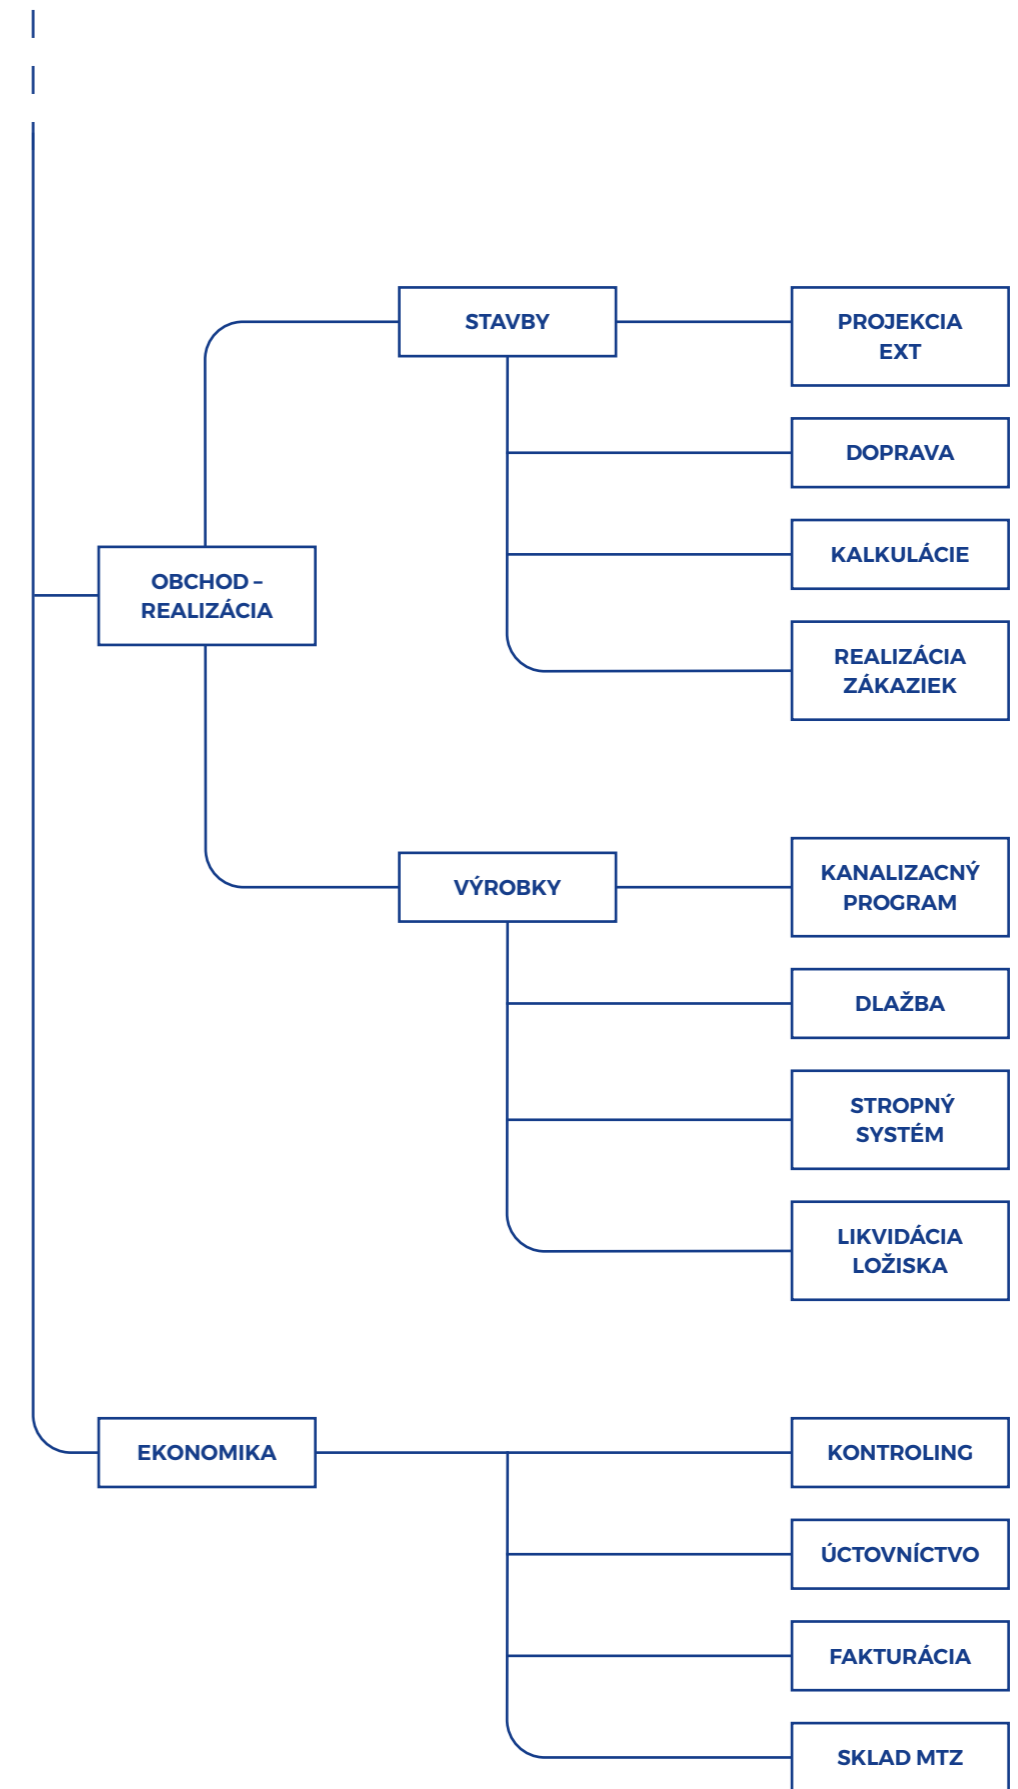 STAVBY
PROJEKCIA
EXT
DOPRAVA
KALKULÁCIE
OBCHOD –
REALIZÁCIA
REALIZÁCIA
ZÁKAZIEK
VÝROBKY
KANALIZACNÝ
PROGRAM
DLAŽBA
STROPNÝ
SYSTÉM
LIKVIDÁCIA
LOŽISKA
EKONOMIKA
KONTROLING
ÚCTOVNÍCTVO
FAKTURÁCIA
SKLAD MTZ